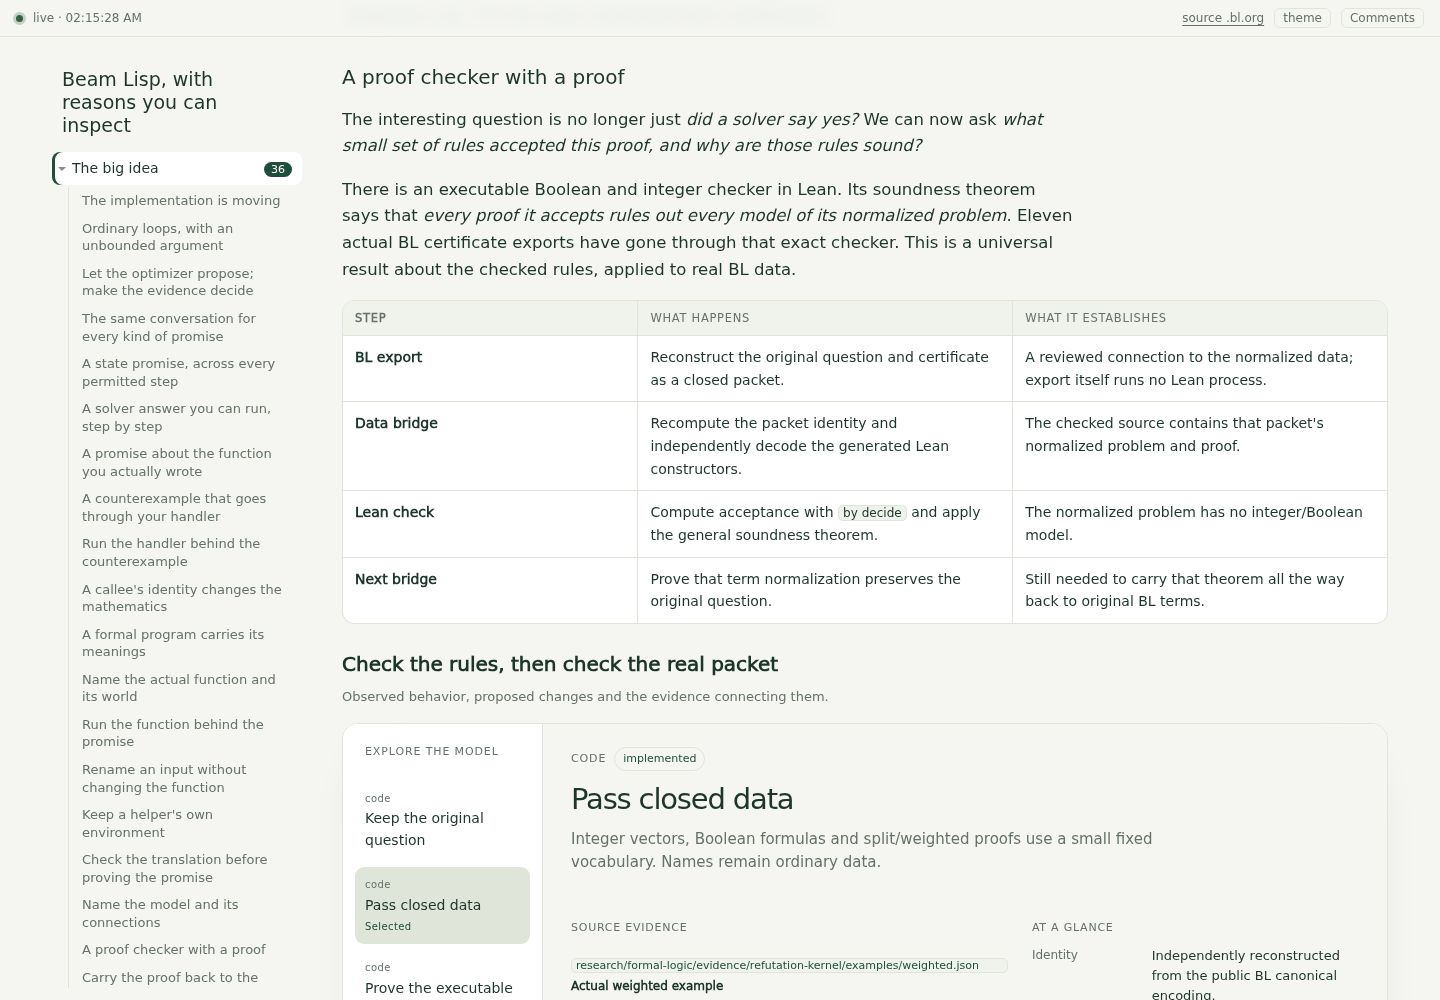 live · 02:15:28 AM
source .bl.org
theme
Comments
Beam Lisp, with
reasons you can
inspect
The big idea
36
The implementation is moving
Ordinary loops, with an
unbounded argument
Let the optimizer propose;
make the evidence decide
The same conversation for
every kind of promise
A state promise, across every
permitted step
A solver answer you can run,
step by step
A promise about the function
you actually wrote
A counterexample that goes
through your handler
Run the handler behind the
counterexample
A callee's identity changes the
mathematics
A formal program carries its
meanings
Name the actual function and
its world
Run the function behind the
promise
Rename an input without
changing the function
Keep a helper's own
environment
Check the translation before
proving the promise
Name the model and its
connections
A proof checker with a proof
Carry the proof back to the
A proof checker with a proof
The interesting question is no longer just did a solver say yes? We can now ask what
small set of rules accepted this proof, and why are those rules sound?
There is an executable Boolean and integer checker in Lean. Its soundness theorem
says that every proof it accepts rules out every model of its normalized problem. Eleven
actual BL certificate exports have gone through that exact checker. This is a universal
result about the checked rules, applied to real BL data.
STEP
WHAT HAPPENS
WHAT IT ESTABLISHES
BL export
Reconstruct the original question and certificate
as a closed packet.
A reviewed connection to the normalized data;
export itself runs no Lean process.
Data bridge
Recompute the packet identity and
independently decode the generated Lean
constructors.
The checked source contains that packet's
normalized problem and proof.
Lean check
Compute acceptance with by decide and apply
the general soundness theorem.
The normalized problem has no integer/Boolean
model.
Next bridge
Prove that term normalization preserves the
original question.
Still needed to carry that theorem all the way
back to original BL terms.
Check the rules, then check the real packet
Observed behavior, proposed changes and the evidence connecting them.
EXPLORE THE MODEL
code
Keep the original
question
code
Pass closed data
Selected
code
Prove the executable
CODE
implemented
Pass closed data
Integer vectors, Boolean formulas and split/weighted proofs use a small fixed
vocabulary. Names remain ordinary data.
SOURCE EVIDENCE
research/formal-logic/evidence/refutation-kernel/examples/weighted.json
Actual weighted example
AT A GLANCE
Identity
Independently reconstructed
from the public BL canonical
encoding.